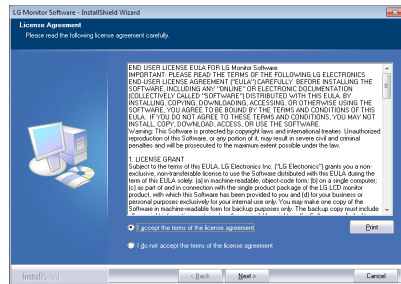 LG Monitor Software - InstallShield Wizard
License Agreement
Please read the following license agreement carefully.
END USER LICENSE EULA FOR LG Monitor Software
IMPORTANT: PLEASE READ THE TERMS OF THE FOLLOWING LG ELECTRONICS
END-USER LICENSE AGREEMENT ("EULA") CAREFULLY BEFORE INSTALLING THE
SOFTWARE, INCLUDING ANY "ONLINE" OR ELECTRONIC DOCUMENTATION
(COLLECTIVELY CALLED "SOFTWARE") DISTRIBUTED WITH THIS EULA. BY
INSTALLING, COPYING, DOWNLOADING, ACCESSING, OR OTHERWISE USING THE
SOFTWARE, YOU AGREE TO BE BOUND BY THE TERMS AND CONDITIONS OF THIS
EULA. IF YOU DO NOT AGREE TO THESE TERMS AND CONDITIONS, YOU MAY NOT
INSTALL, COPY, DOWNLOAD, ACCESS, OR USE THE SOFTWARE.
Warning: This Software is protected by copyright laws and international treaties. Unauthorized
reproduction of this Software, or any portion of it, may result in severe civil and criminal
penalties and will be prosecuted to the maximum extent possible under the law.
1. LICENSE GRANT
Subject to the terms of this EULA, LG Electronics Inc. ("LG Electronics") grants you a non-
exclusive, non-transferable license to use the Software distributed with this EULA during the
term of this EULA solely: (a) in machine-readable, object-code form; (b) on a single computer;
(c) as part of and in connection with the single product package of the LG LCD monitor
product, with which this Software has been provided to you and (d) for your business or
personal purposes exclusively for your internal use only. You may make one copy of the
Software in machine-readable form for backup purposes only. The backup copy must include
I accept the terms of the license agreement
Print
I do not accept the terms of the license agreement
InstallShield
< Back
Next >
Cancel